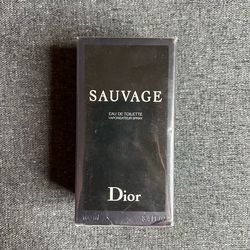 SAUVAGE
EAU DE TOILETTE
VAPORISATEUR SPRAY
Dior